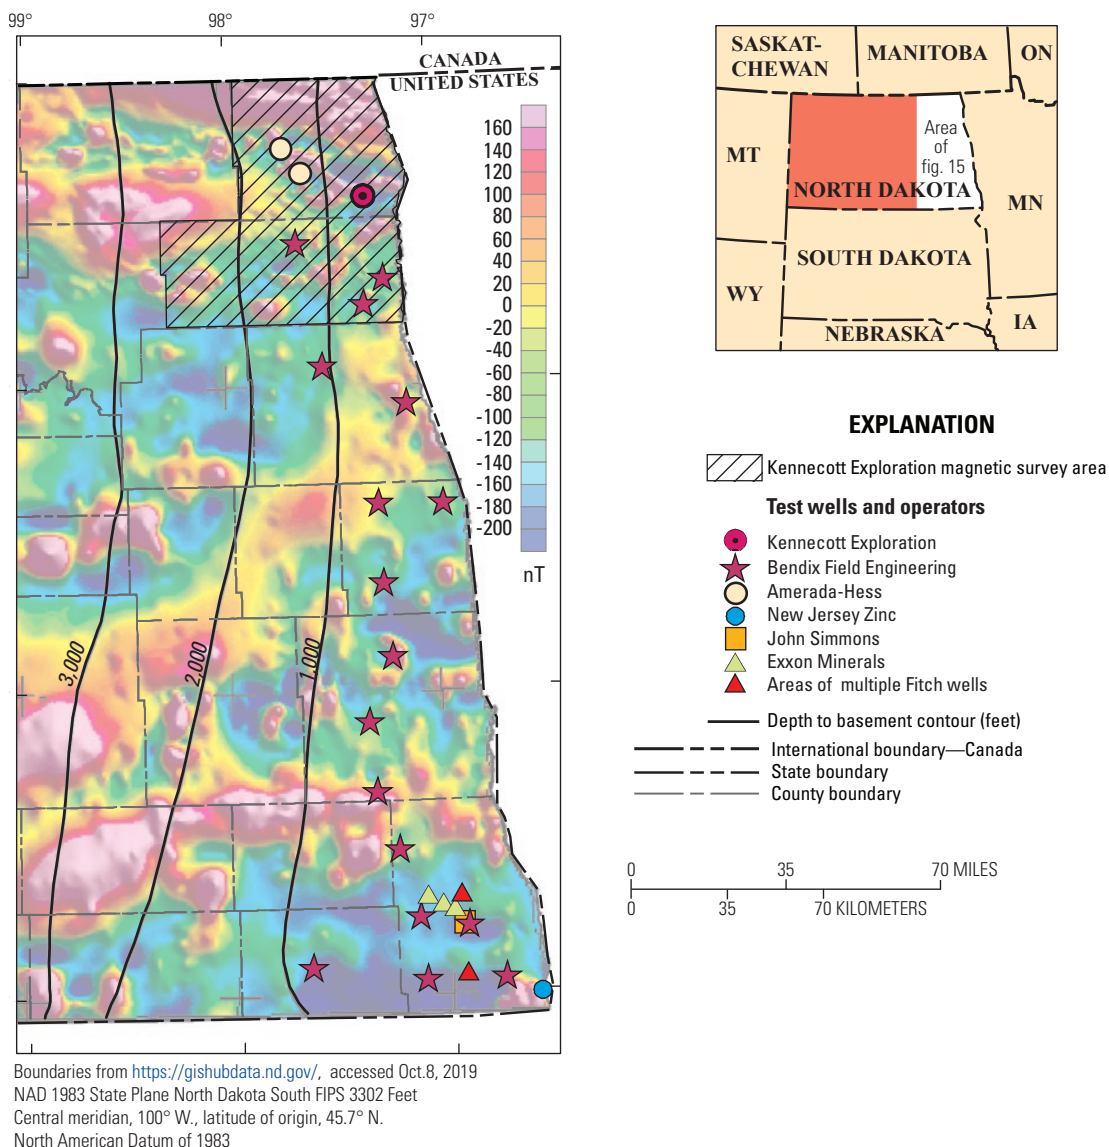 99°
98°
97°
CANADA
UNITED STATES
160
140
120
100
80
60
40
20
0
-20
-40
-60
-80
-100
-120
-140
-160
-180
-200
nT
3,000
2,000
1,000
Boundaries from https://gishubdata.nd.gov/, accessed Oct.8, 2019
NAD 1983 State Plane North Dakota South FIPS 3302 Feet
Central meridian, 100° W., latitude of origin, 45.7° N.
North American Datum of 1983
SASKAT-
CHEWAN
MANITOBA
ON
MT
Area
of
fig. 15
NORTH DAKOTA
MN
SOUTH DAKOTA
WY
NEBRASKA
IA
EXPLANATION
Kennecott Exploration magnetic survey area
Test wells and operators
Kennecott Exploration
Bendix Field Engineering
Amerada-Hess
New Jersey Zinc
John Simmons
Exxon Minerals
Areas of multiple Fitch wells
Depth to basement contour (feet)
International boundary—Canada
State boundary
County boundary
0 35 70 MILES
0 35 70 KILOMETERS